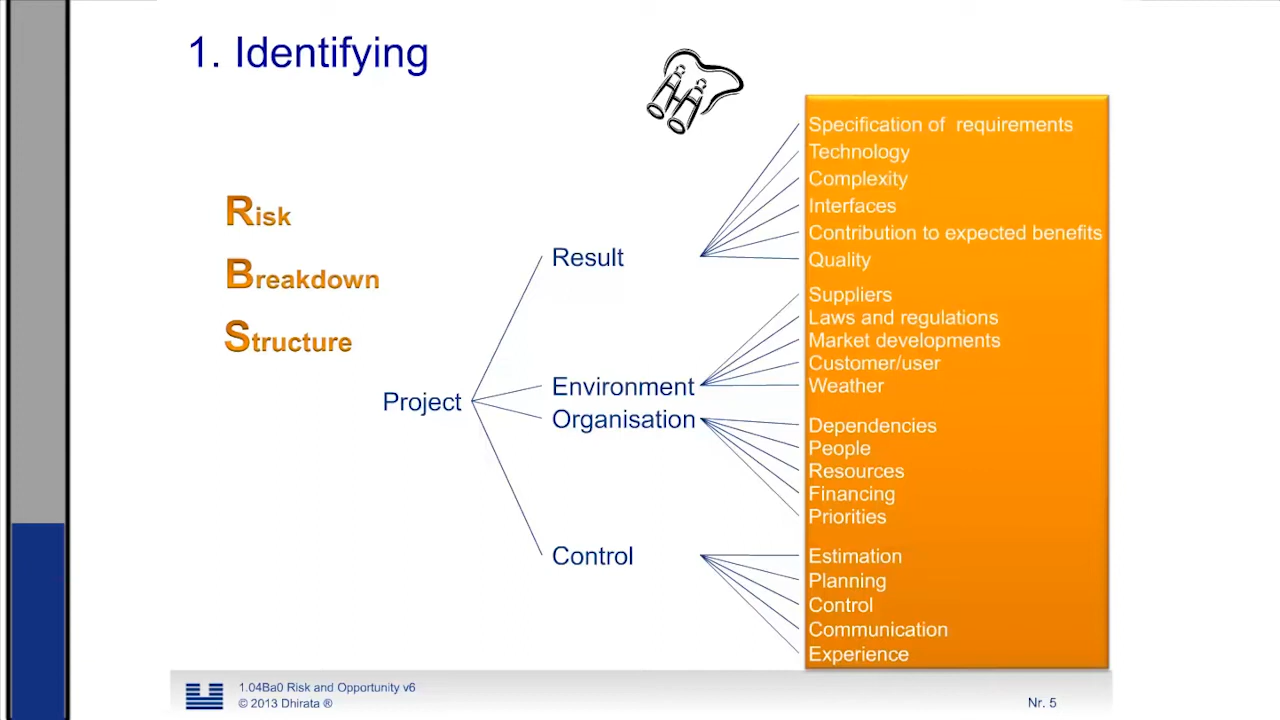 1. Identifying
Risk
Breakdown
Structure
Project
Result
Environment
Organisation
Control
Specification of requirements
Technology
Complexity
Interfaces
Contribution to expected benefits
Quality
Suppliers
Laws and regulations
Market developments
Customer/user
Weather
Dependencies
People
Resources
Financing
Priorities
Estimation
Planning
Control
Communication
Experience
1.04Ba0 Risk and Opportunity v6
© 2013 Dhirata ®
Nr. 5